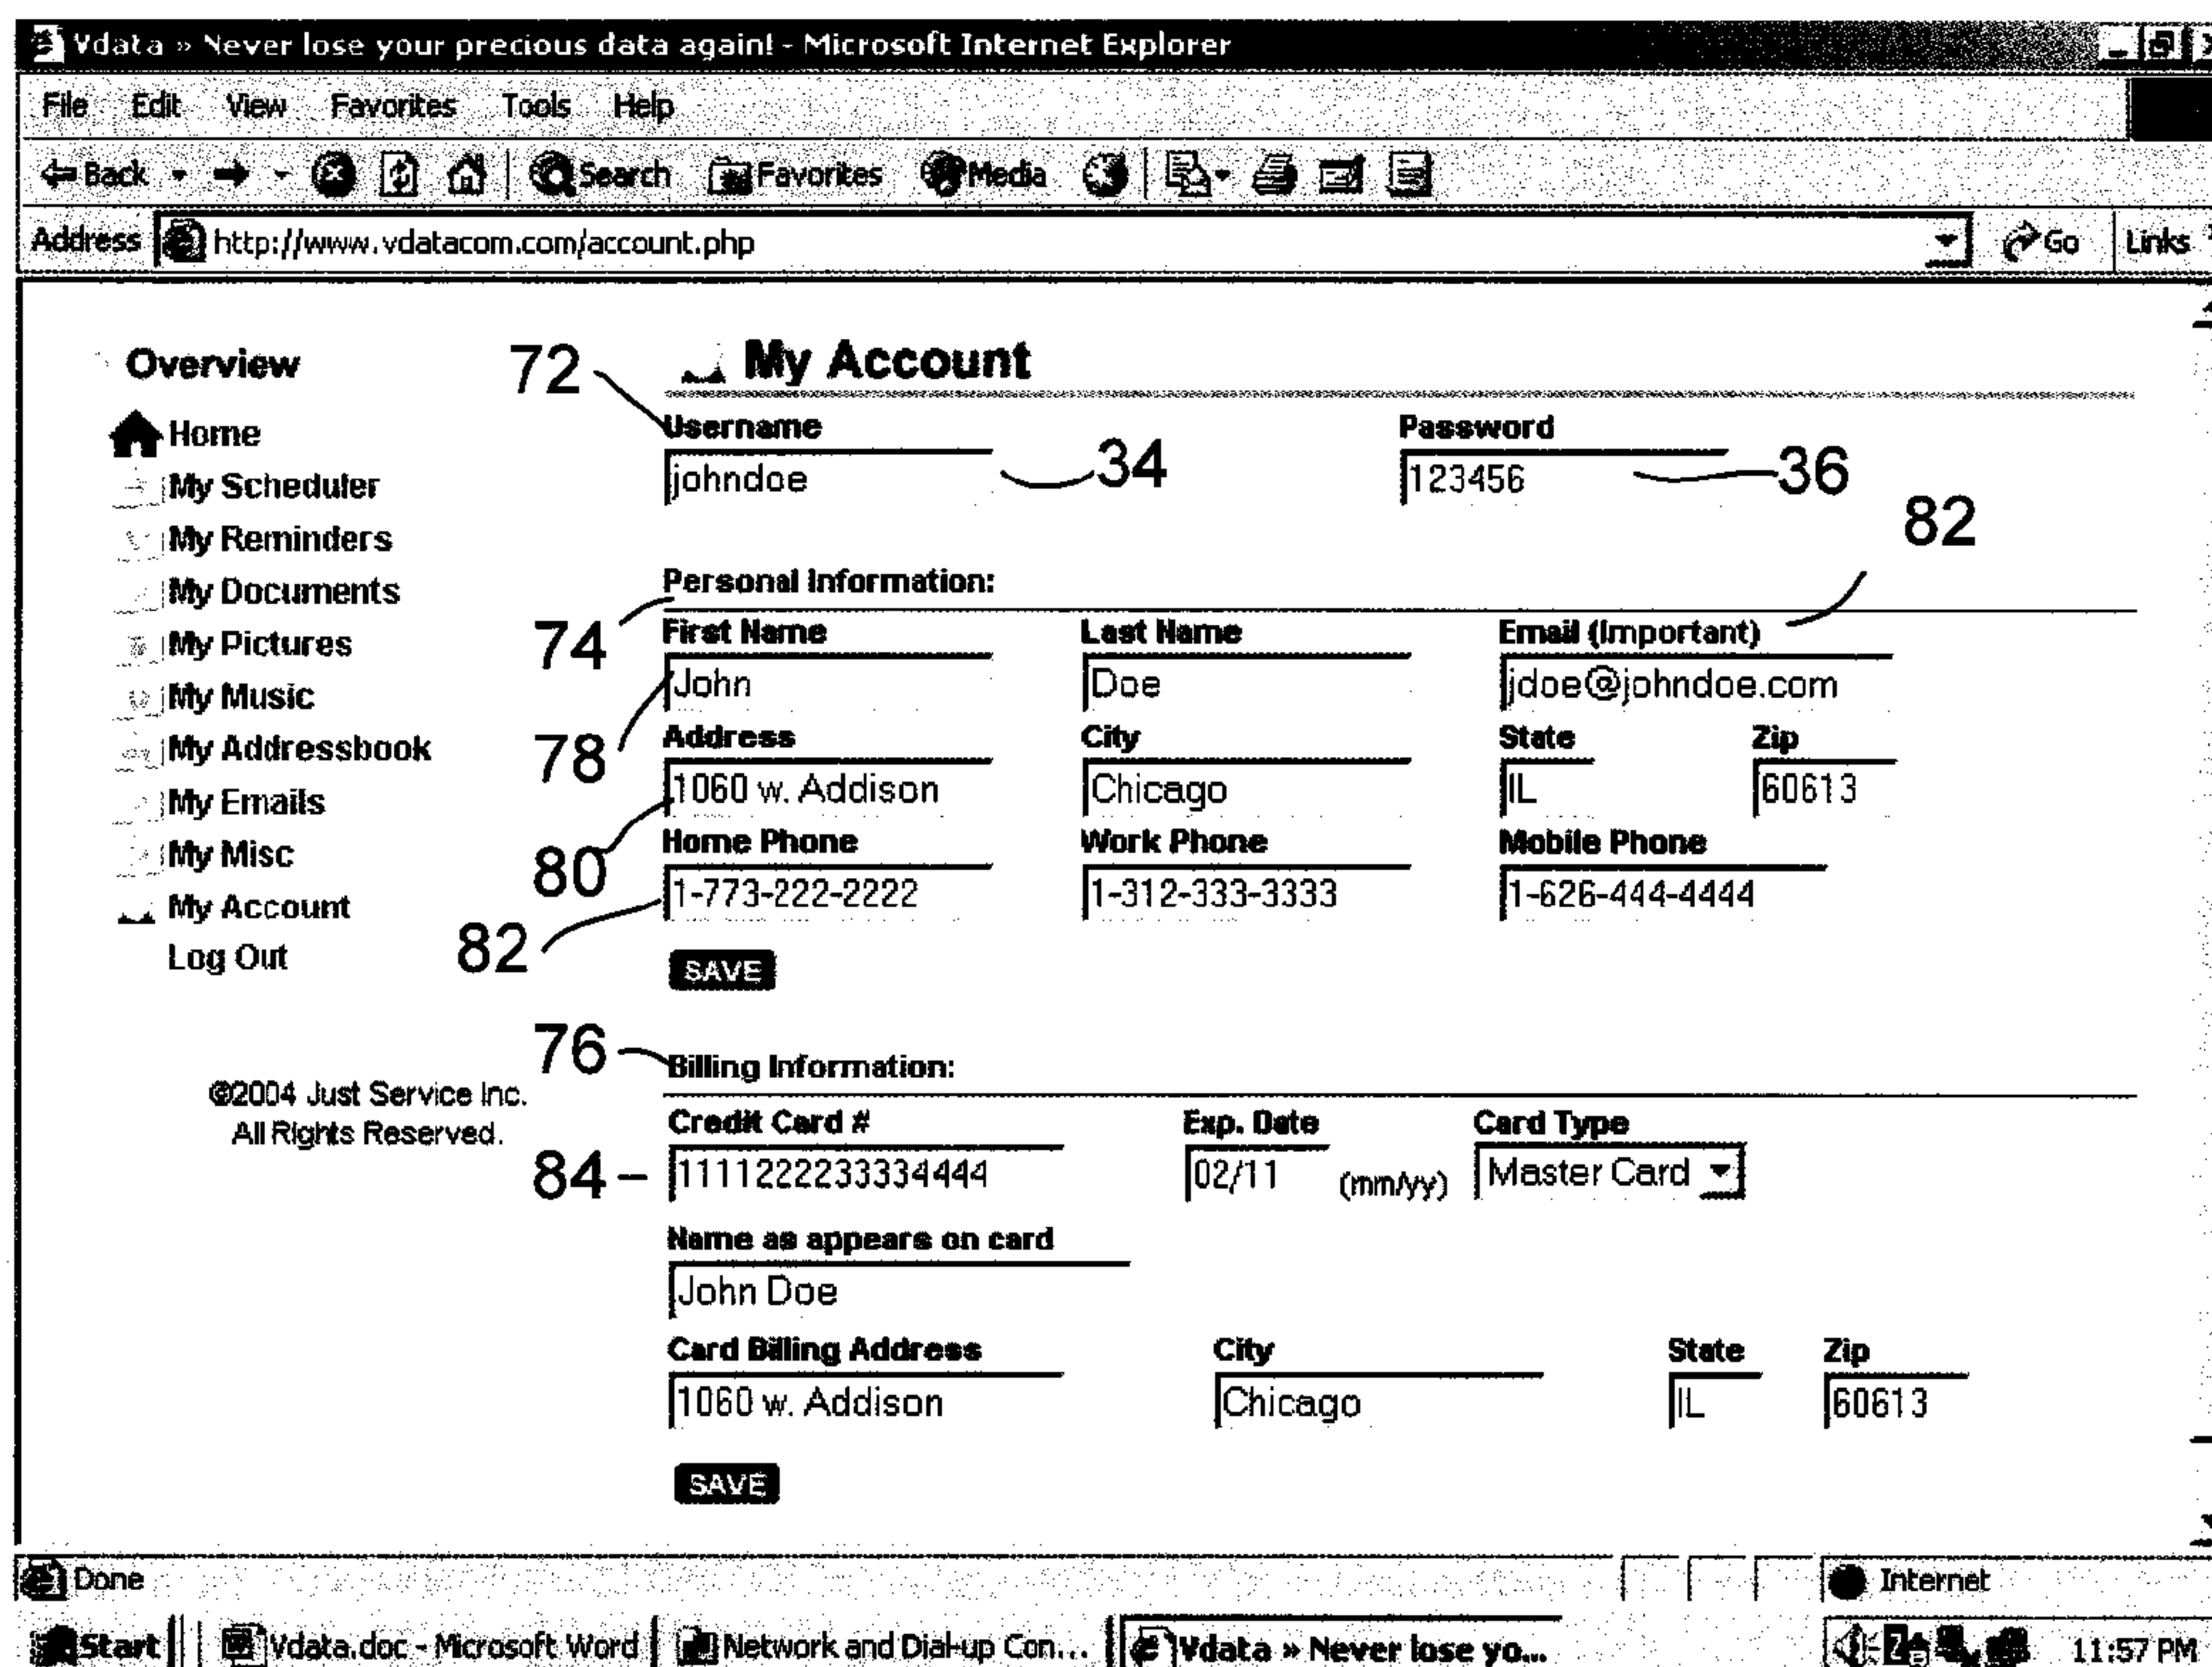 Vdata » Never lose your precious data again! - Microsoft Internet Explorer
File Edit View Favorites Tools Help
Back Search Favorites Media
Address http://www.vdatacom.com/account.php Go Links
Overview
Home
My Scheduler
My Reminders
My Documents
My Pictures
My Music
My Addressbook
My Emails
My Misc
My Account
Log Out
©2004 Just Service Inc.
All Rights Reserved.
72 My Account
Username Password
johndoe 34 123456 36
82
74 Personal Information:
First Name Last Name Email (Important)
78 John Doe jdoe@johndoe.com
Address City State Zip
80 1060 w. Addison Chicago IL 60613
Home Phone Work Phone Mobile Phone
82 1-773-222-2222 1-312-333-3333 1-626-444-4444
SAVE
76 Billing Information:
Credit Card # Exp. Date Card Type
84 1111222233334444 02/11 (mm/yy) Master Card
Name as appears on card
John Doe
Card Billing Address City State Zip
1060 w. Addison Chicago IL 60613
SAVE
Done Internet
Start Vdata.doc - Microsoft Word Network and Dial-up Con... Vdata » Never lose yo... 11:57 PM